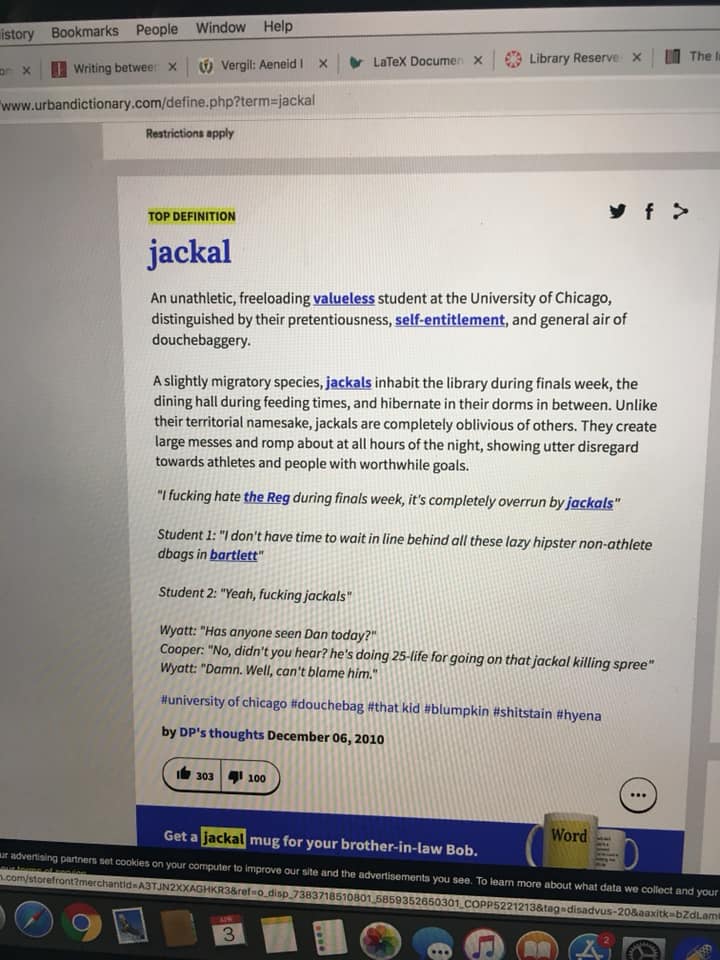 istory Bookmarks People Window Help
Writing betweer × Vergil: Aeneid I × LaTeX Documen × Library Reserve × The
www.urbandictionary.com/define.php?term=jackal
Restrictions apply
TOP DEFINITION
jackal
An unathletic, freeloading valueless student at the University of Chicago,
distinguished by their pretentiousness, self-entitlement, and general air of
douchebaggery.
A slightly migratory species, jackals inhabit the library during finals week, the
dining hall during feeding times, and hibernate in their dorms in between. Unlike
their territorial namesake, jackals are completely oblivious of others. They create
large messes and romp about at all hours of the night, showing utter disregard
towards athletes and people with worthwhile goals.
"I fucking hate the Reg during finals week, it's completely overrun by jackals"
Student 1: "I don't have time to wait in line behind all these lazy hipster non-athlete
dbags in bartlett"
Student 2: "Yeah, fucking jackals"
Wyatt: "Has anyone seen Dan today?"
Cooper: "No, didn't you hear? he's doing 25-life for going on that jackal killing spree"
Wyatt: "Damn. Well, can't blame him."
#university of chicago #douchebag #that kid #blumpkin #shitstain #hyena
by DP's thoughts December 06, 2010
303 100
Get a jackal mug for your brother-in-law Bob.
Word
ur advertising partners set cookies on your computer to improve our site and the advertisements you see. To learn more about what data we collect and your
n.com/storefront?merchantId=A3TJN2XXAGHKR3&ref=o_disp_7383718510801_5859352650301_COPP5221213&tag=disadvus-20&aaxitk=bZdLam
APR
3
2